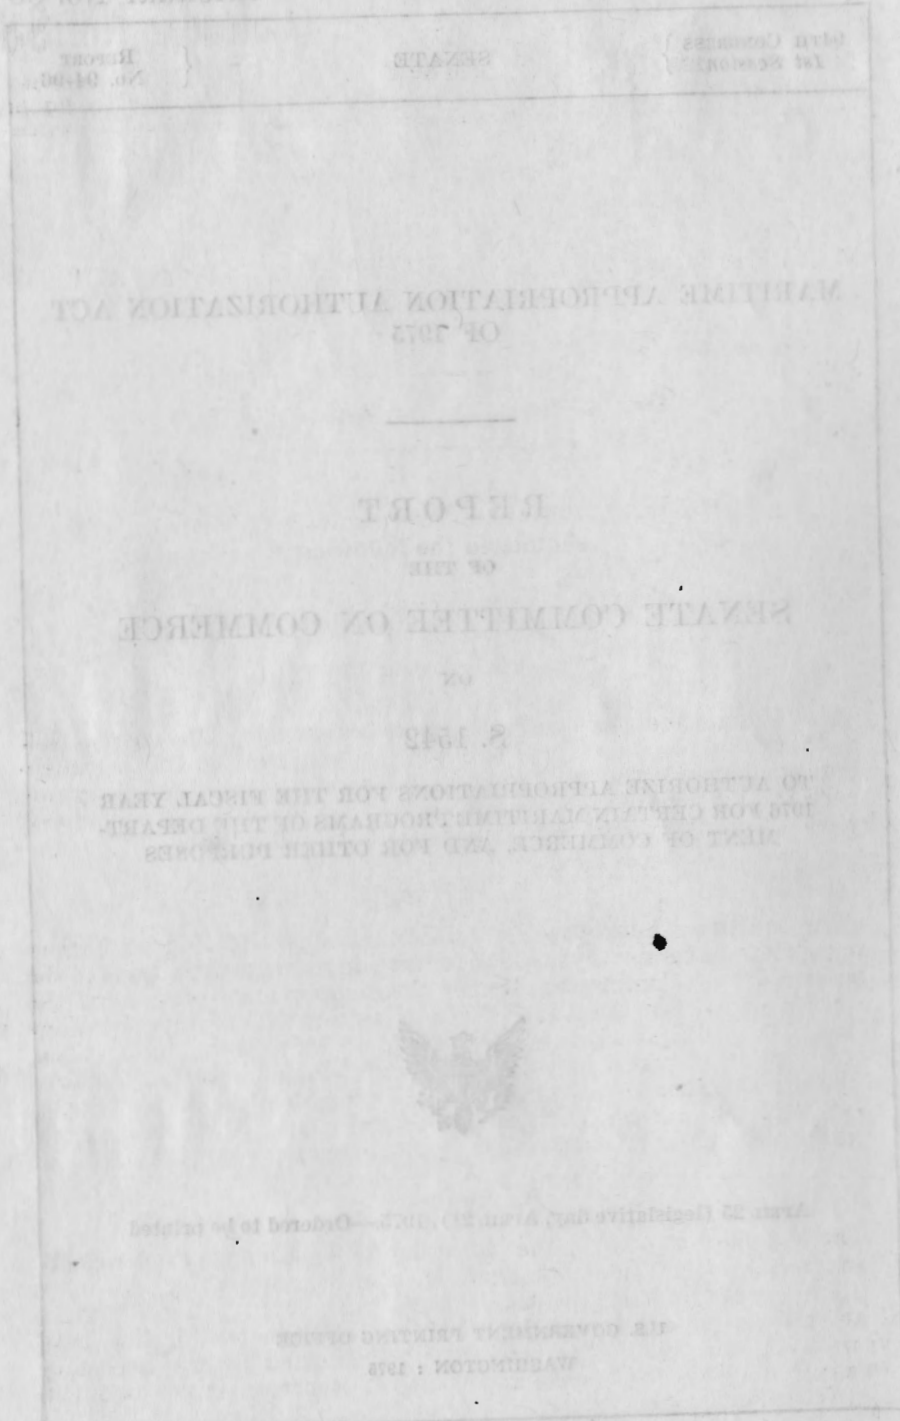 94TH CONGRESS
1st Session
SENATE
REPORT
No. 94-
MARITIME APPROPRIATION AUTHORIZATION ACT
OF 1975
REPORT
OF THE
SENATE COMMITTEE ON COMMERCE
ON
S. 1542
TO AUTHORIZE APPROPRIATIONS FOR THE FISCAL YEAR
1976 FOR CERTAIN MARITIME PROGRAMS OF THE DEPART-
MENT OF COMMERCE, AND FOR OTHER PURPOSES
APRIL 25 (legislative day, APRIL 21), 1975.—Ordered to be printed
U.S. GOVERNMENT PRINTING OFFICE
WASHINGTON : 1975